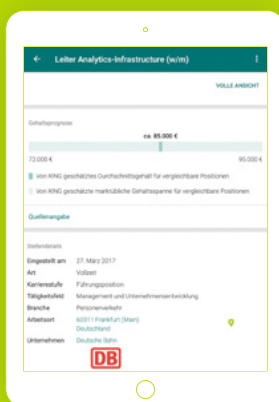 Leiter Analytics-Infrastructure (w/m)
VOLLE ANSICHT
Gehaltsprognose
ca. 85.000 €
72.000 € 95.000 €
Von XING geschätztes Durchschnittsgehalt für vergleichbare Positionen
Von XING geschätzte marktübliche Gehaltsspanne für vergleichbare Positionen
Quellenangabe
Stellendetails
Eingestellt am 27. März 2017
Art Vollzeit
Karrierestufe Führungsposition
Tätigkeitsfeld Management und Unternehmensentwicklung
Branche Personenverkehr
Arbeitsort 60311 Frankfurt (Main)
Deutschland
Unternehmen Deutsche Bahn
DB